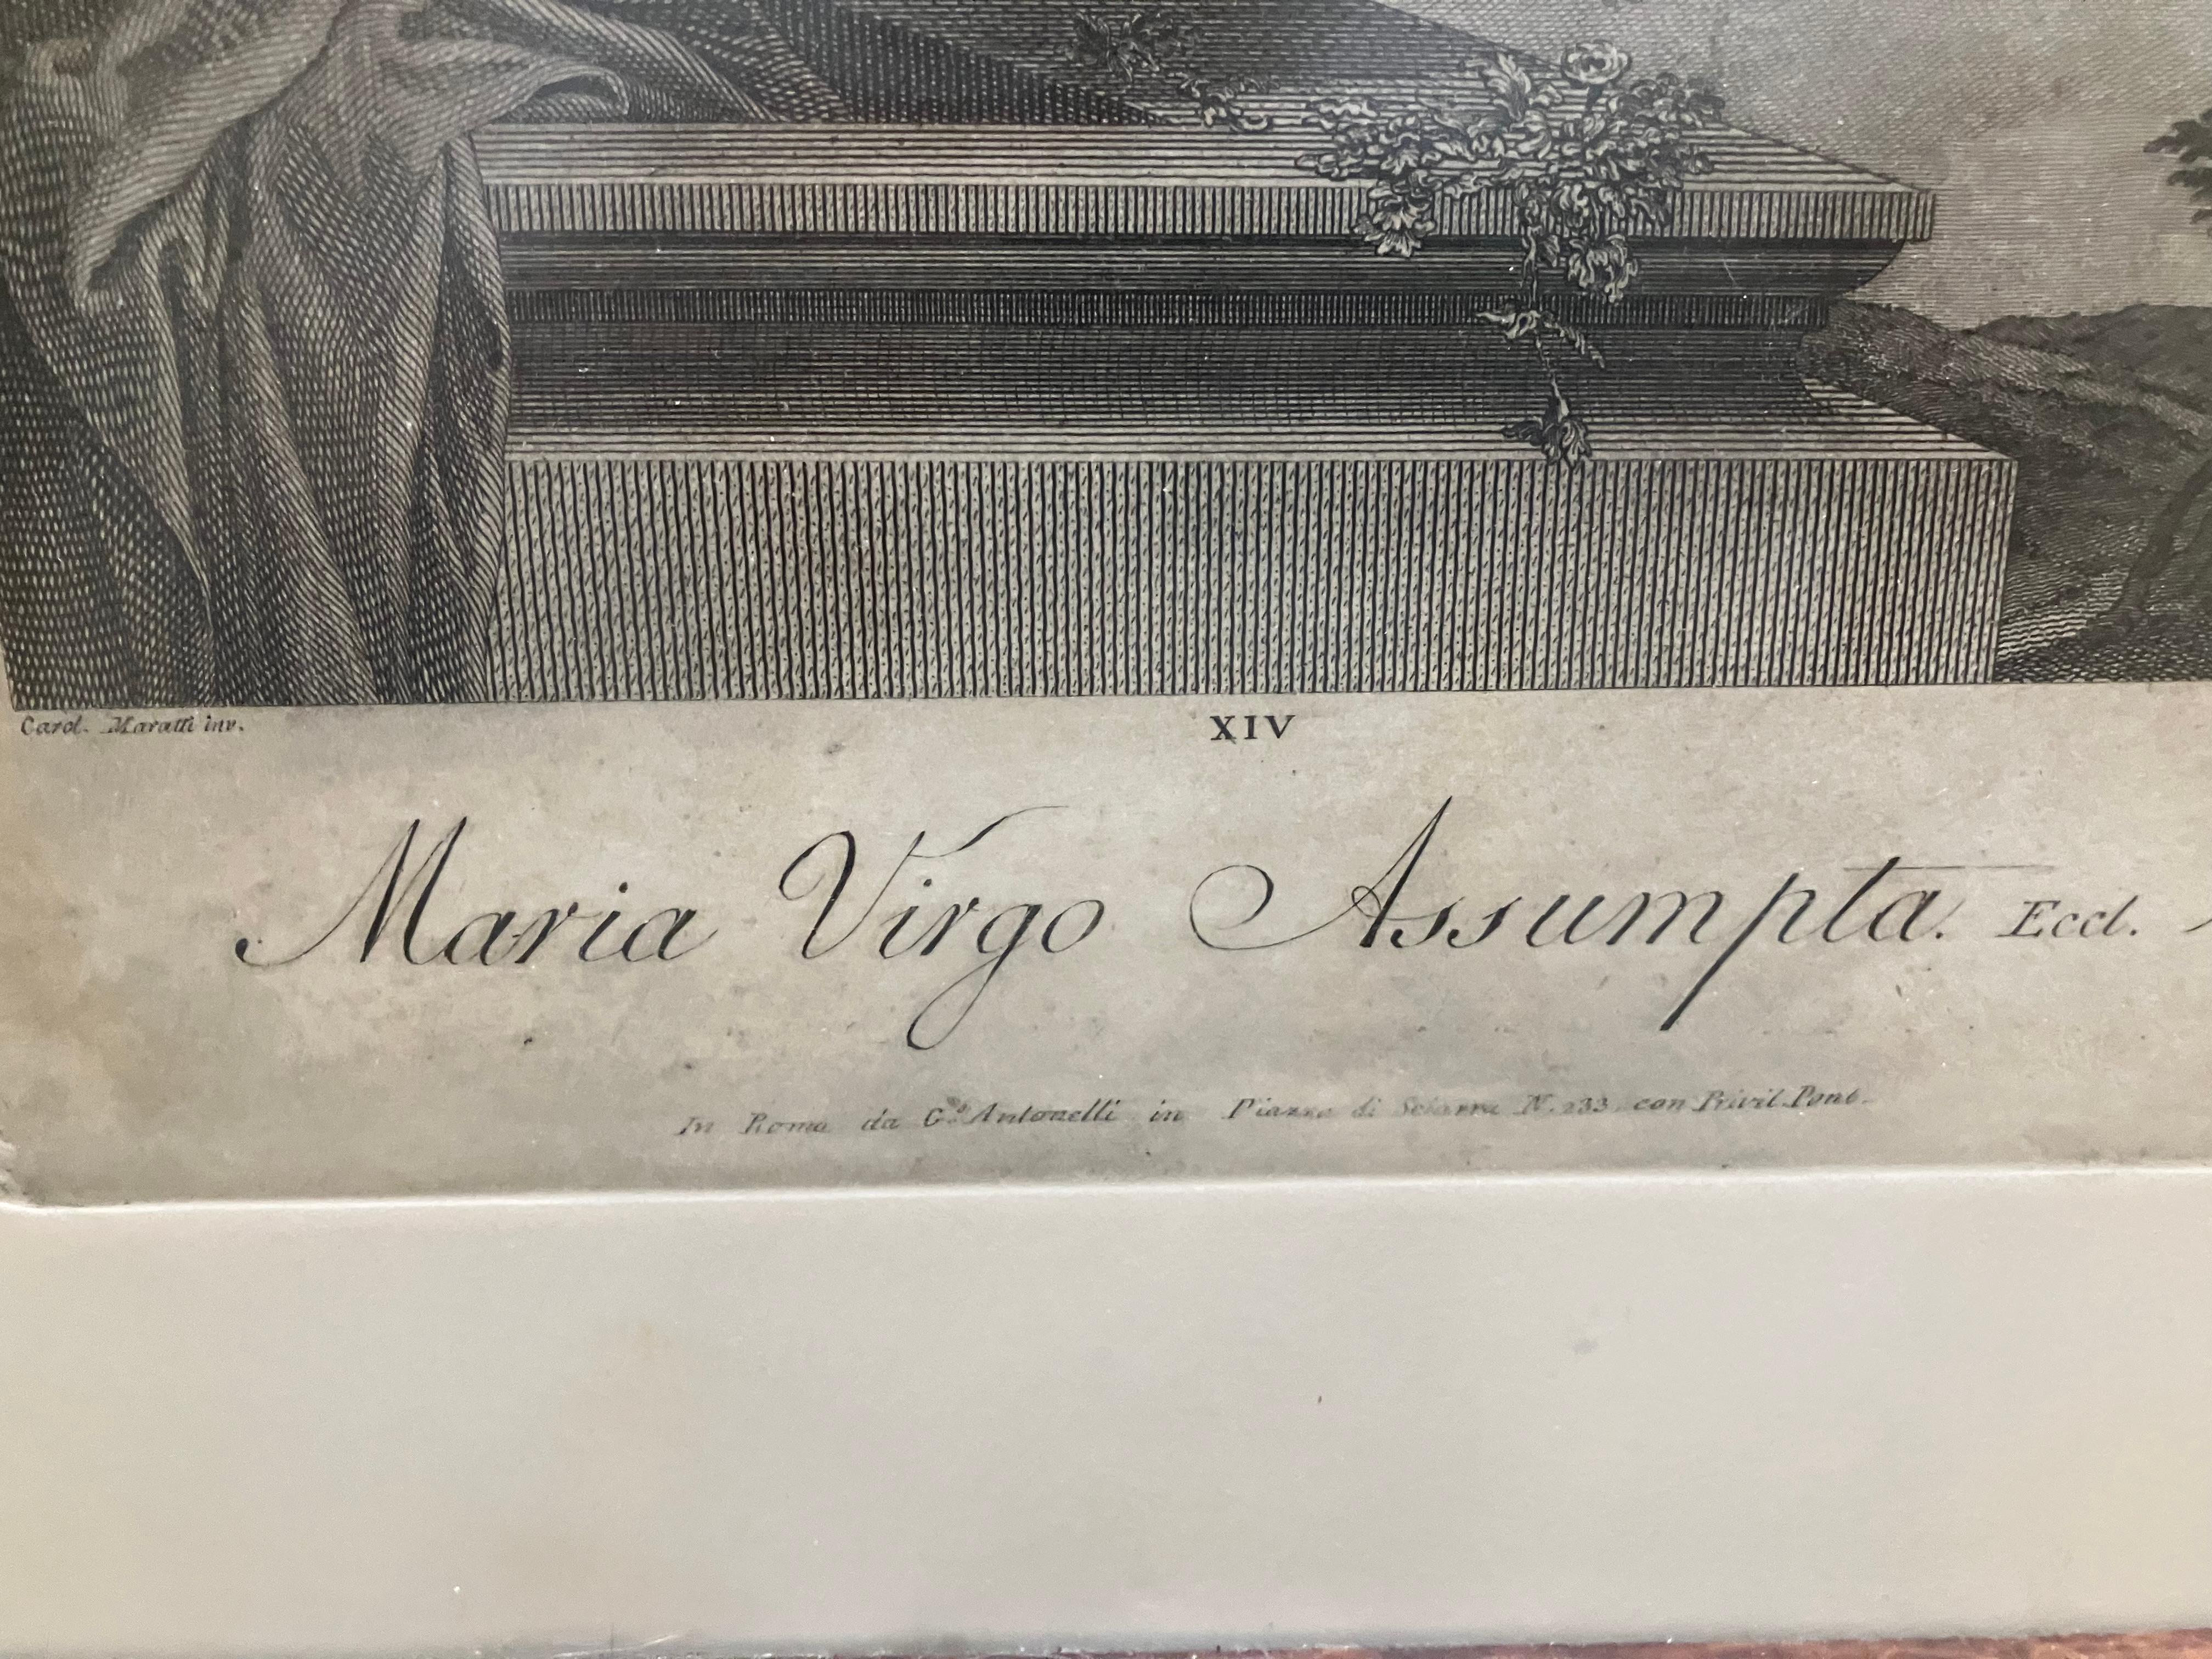 Carol. Maratti inv.
XIV
Maria Virgo Assumpta. Eccl.
In Roma da G.º Antonelli in Piazza di Sciarra N. 233. con Privil. Pont.